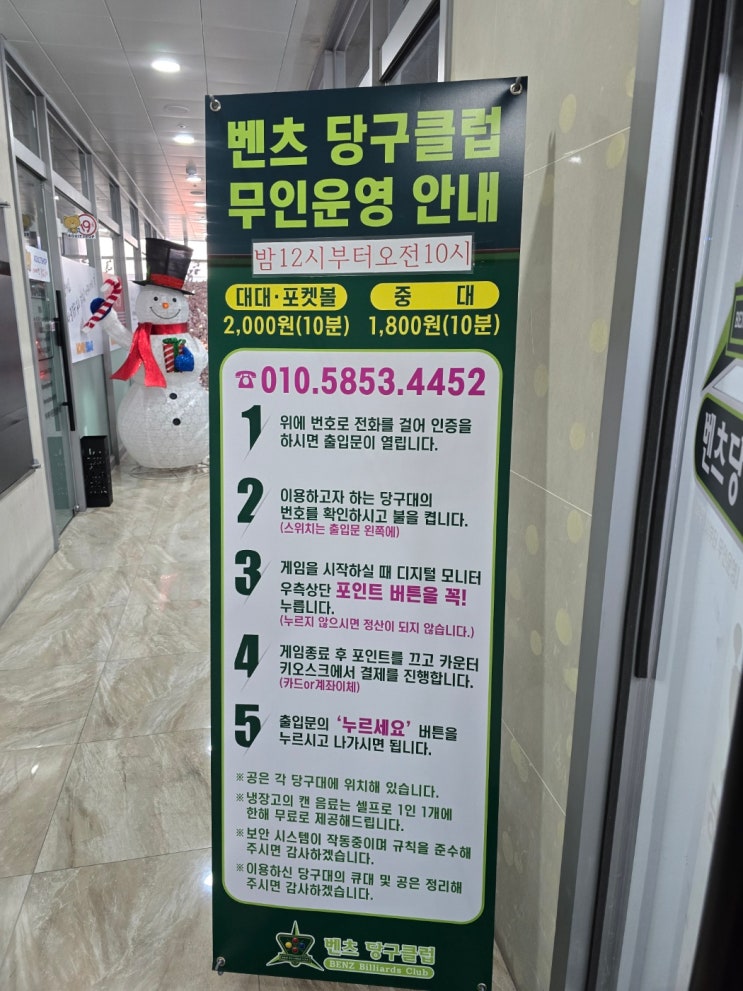 벤츠 당구클럽
무인운영 안내
밤12시부터오전10시
대대·포켓볼 중 대
2,000원(10분) 1,800원(10분)
☎010.5853.4452
1 위에 번호로 전화를 걸어 인증을
하시면 출입문이 열립니다.
2 이용하고자 하는 당구대의
번호를 확인하시고 불을 켭니다.
(스위치는 출입문 왼쪽에)
3 게임을 시작하실 때 디지털 모니터
우측상단 포인트 버튼을 꼭!
누릅니다.
(누르지 않으시면 정산이 되지 않습니다.)
4 게임종료 후 포인트를 끄고 카운터
키오스크에서 결제를 진행합니다.
(카드or계좌이체)
5 출입문의 ‘누르세요’ 버튼을
누르시고 나가시면 됩니다.
※공은 각 당구대에 위치해 있습니다.
※냉장고의 캔 음료는 셀프로 1인 1개에
한해 무료로 제공해드립니다.
※보안 시스템이 작동중이며 규칙을 준수해
주시면 감사하겠습니다.
※이용하신 당구대의 큐대 및 공은 정리해
주시면 감사하겠습니다.
벤츠 당구클럽
BENZ Billiards Club
벤츠당